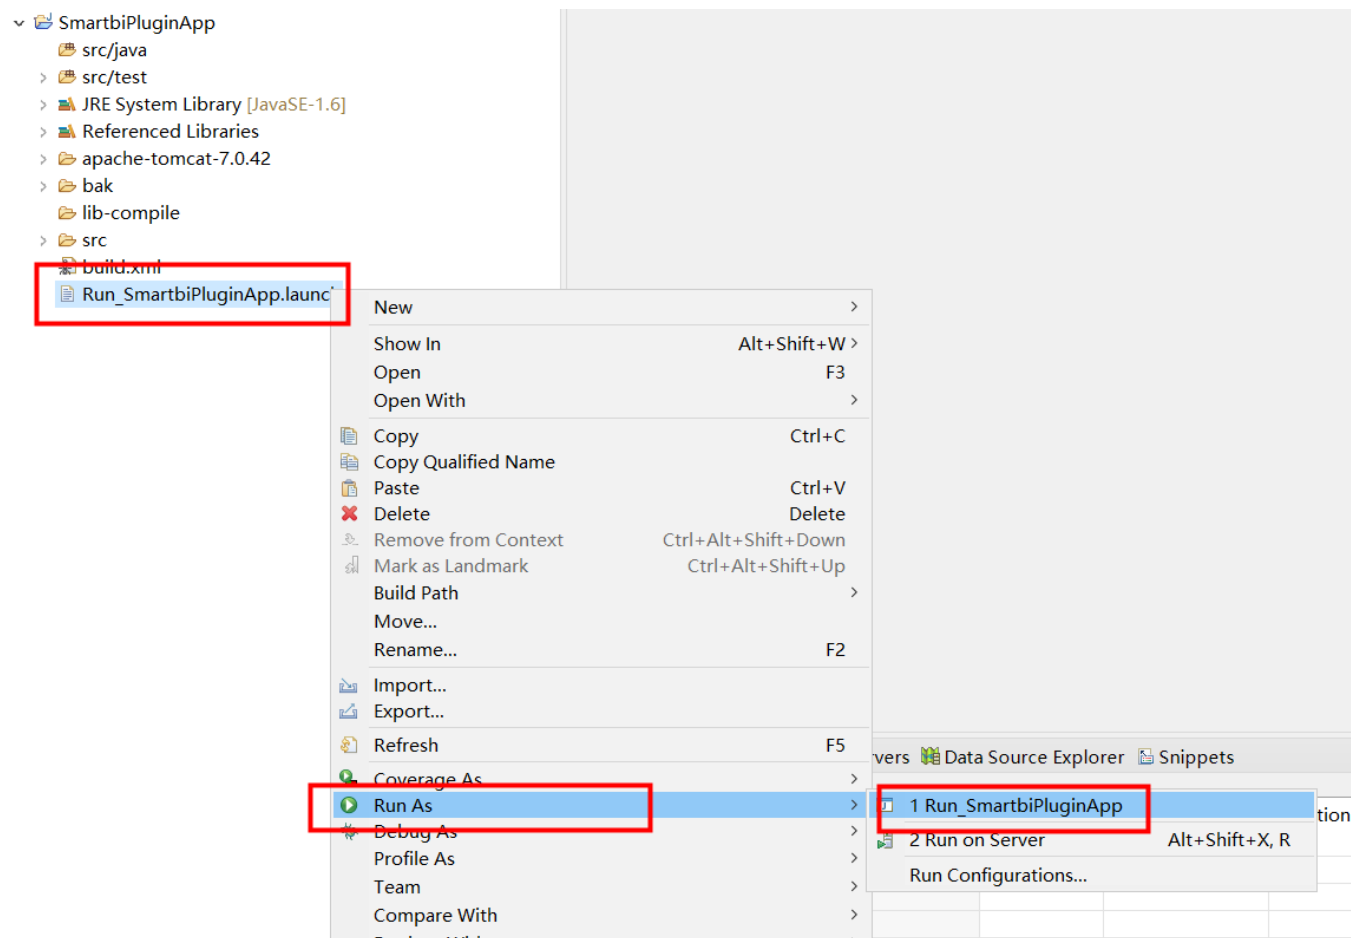 SmartbiPluginApp
src/java
src/test
JRE System Library [JavaSE-1.6]
Referenced Libraries
apache-tomcat-7.0.42
bak
lib-compile
src
build.xml
Run_SmartbiPluginApp.launc
New
Show In Alt+Shift+W
Open F3
Open With
Copy Ctrl+C
Copy Qualified Name
Paste Ctrl+V
Delete Delete
Remove from Context Ctrl+Alt+Shift+Down
Mark as Landmark Ctrl+Alt+Shift+Up
Build Path
Move...
Rename... F2
Import...
Export...
Refresh F5
vers Data Source Explorer Snippets
Coverage As
Run As
1 Run_SmartbiPluginApp
tion
Debug As
2 Run on Server Alt+Shift+X, R
Profile As
Run Configurations...
Team
Compare With